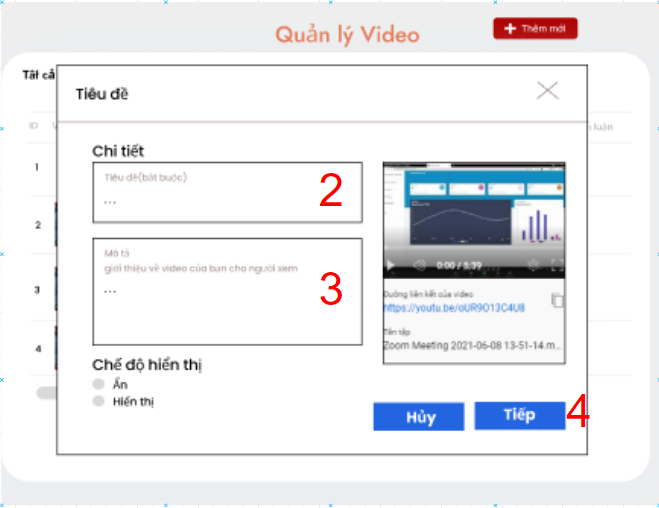 Quản lý Video
Thêm mới
Tất cả
ID
luận
Tiêu đề
Chi tiết
Tiêu đề(bắt buộc)
...
2
Mô tả
giới thiệu về video của bạn cho người xem
...
3
0:00 / 5:39
Đường liên kết của video
https://youtu.be/oUR9O13C4U8
Tên tệp
Zoom Meeting 2021-06-08 13-51-14.m...
Chế độ hiển thị
Ẩn
Hiển thị
Hủy
Tiếp
4
1
2
3
4